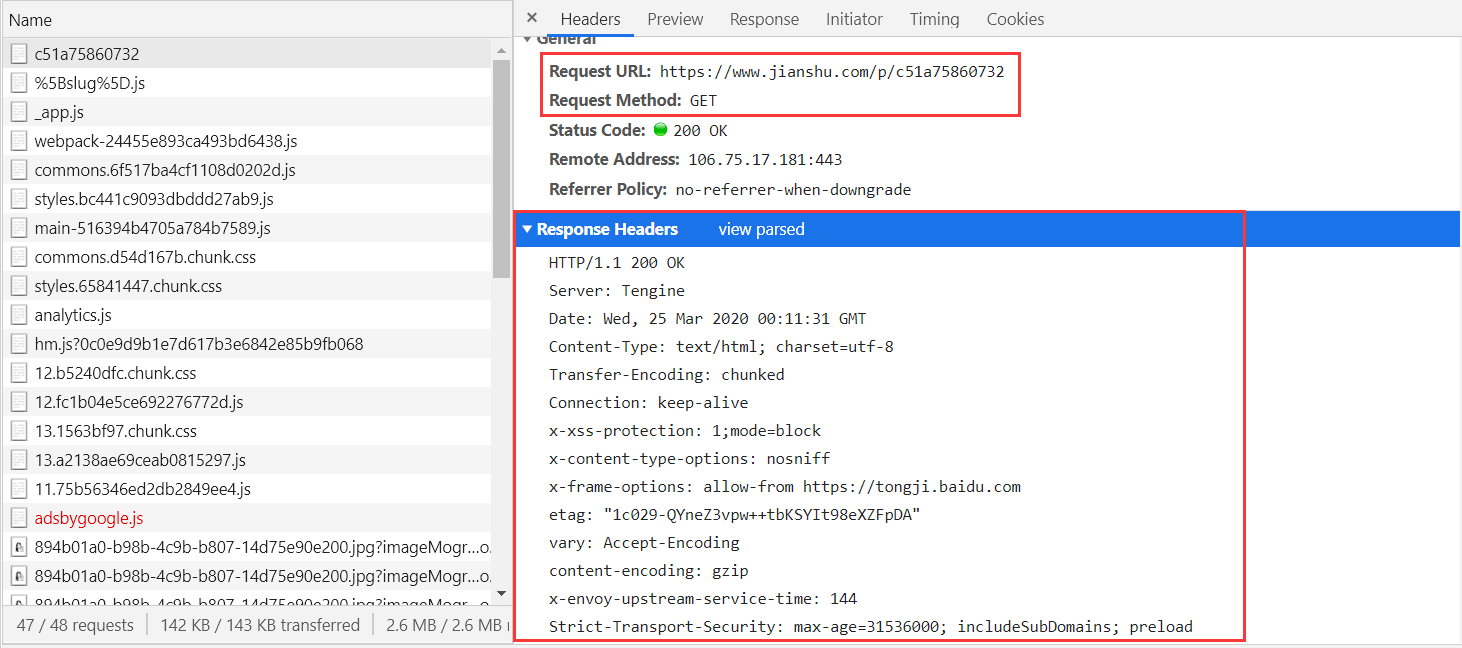 Name
c51a75860732
%5Bslug%5D.js
_app.js
webpack-24455e893ca493bd6438.js
commons.6f517ba4cf1108d0202d.js
styles.bc441c9093dbddd27ab9.js
main-516394b4705a784b7589.js
commons.d54d167b.chunk.css
styles.65841447.chunk.css
analytics.js
hm.js?0c0e9d9b1e7d617b3e6842e85b9fb068
12.b5240dfc.chunk.css
12.fc1b04e5ce692276772d.js
13.1563bf97.chunk.css
13.a2138ae69ceab0815297.js
11.75b56346ed2db2849ee4.js
adsbygoogle.js
894b01a0-b98b-4c9b-b807-14d75e90e200.jpg?imageMogr...o.
894b01a0-b98b-4c9b-b807-14d75e90e200.jpg?imageMogr...o.
894b01a0-b98b-4c9b-b807-14d75e90e200.jpg?imageMogr...o.
47 / 48 requests 142 KB / 143 KB transferred 2.6 MB / 2.6 MB
× Headers Preview Response Initiator Timing Cookies
General
Request URL: https://www.jianshu.com/p/c51a75860732
Request Method: GET
Status Code: 200 OK
Remote Address: 106.75.17.181:443
Referrer Policy: no-referrer-when-downgrade
Response Headers view parsed
HTTP/1.1 200 OK
Server: Tengine
Date: Wed, 25 Mar 2020 00:11:31 GMT
Content-Type: text/html; charset=utf-8
Transfer-Encoding: chunked
Connection: keep-alive
x-xss-protection: 1;mode=block
x-content-type-options: nosniff
x-frame-options: allow-from https://tongji.baidu.com
etag: "1c029-QYneZ3vpw++tbKSYIt98eXZFpDA"
vary: Accept-Encoding
content-encoding: gzip
x-envoy-upstream-service-time: 144
Strict-Transport-Security: max-age=31536000; includeSubDomains; preload